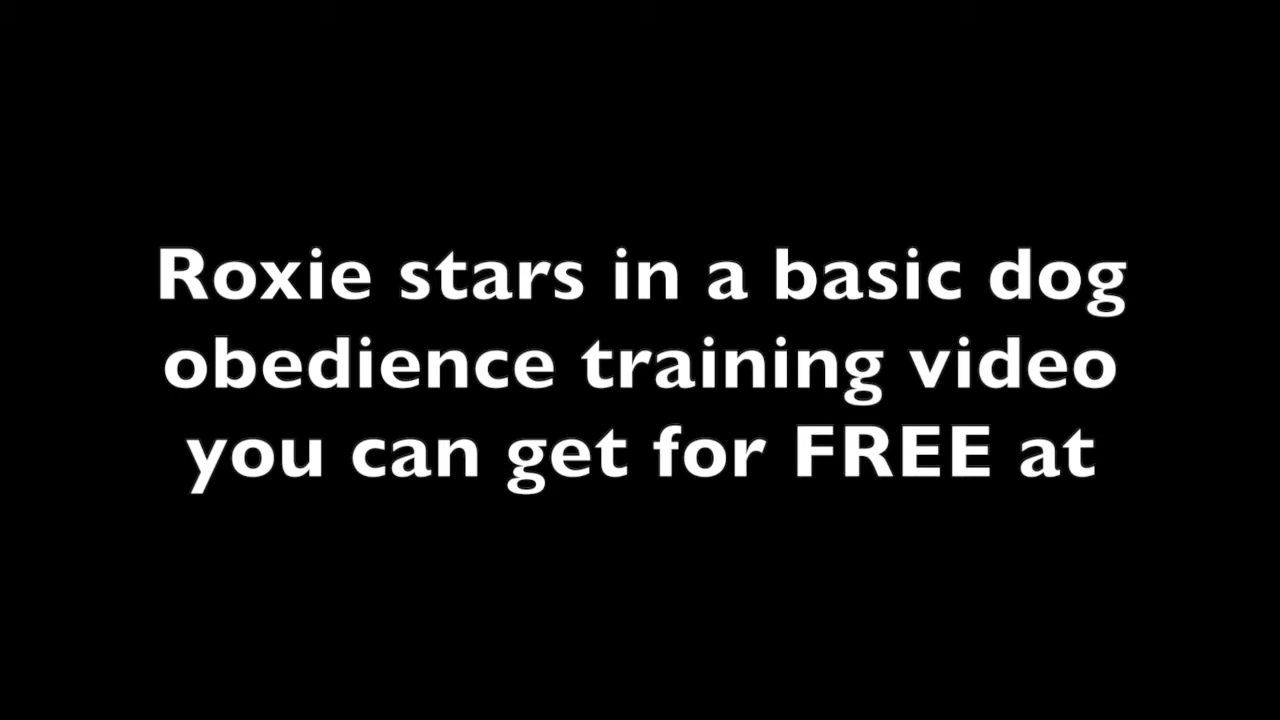 Roxie stars in a basic dog
obedience training video
you can get for FREE at